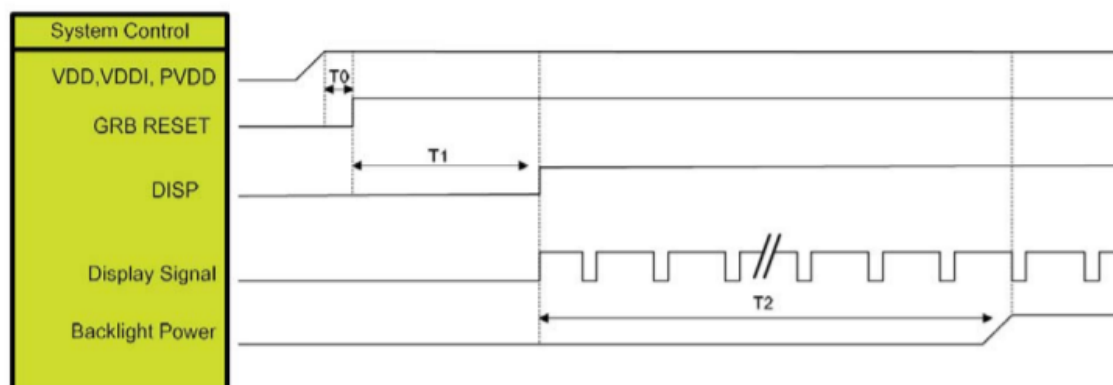 System Control
VDD,VDDI, PVDD
T0
GRB RESET
T1
DISP
Display Signal
T2
Backlight Power